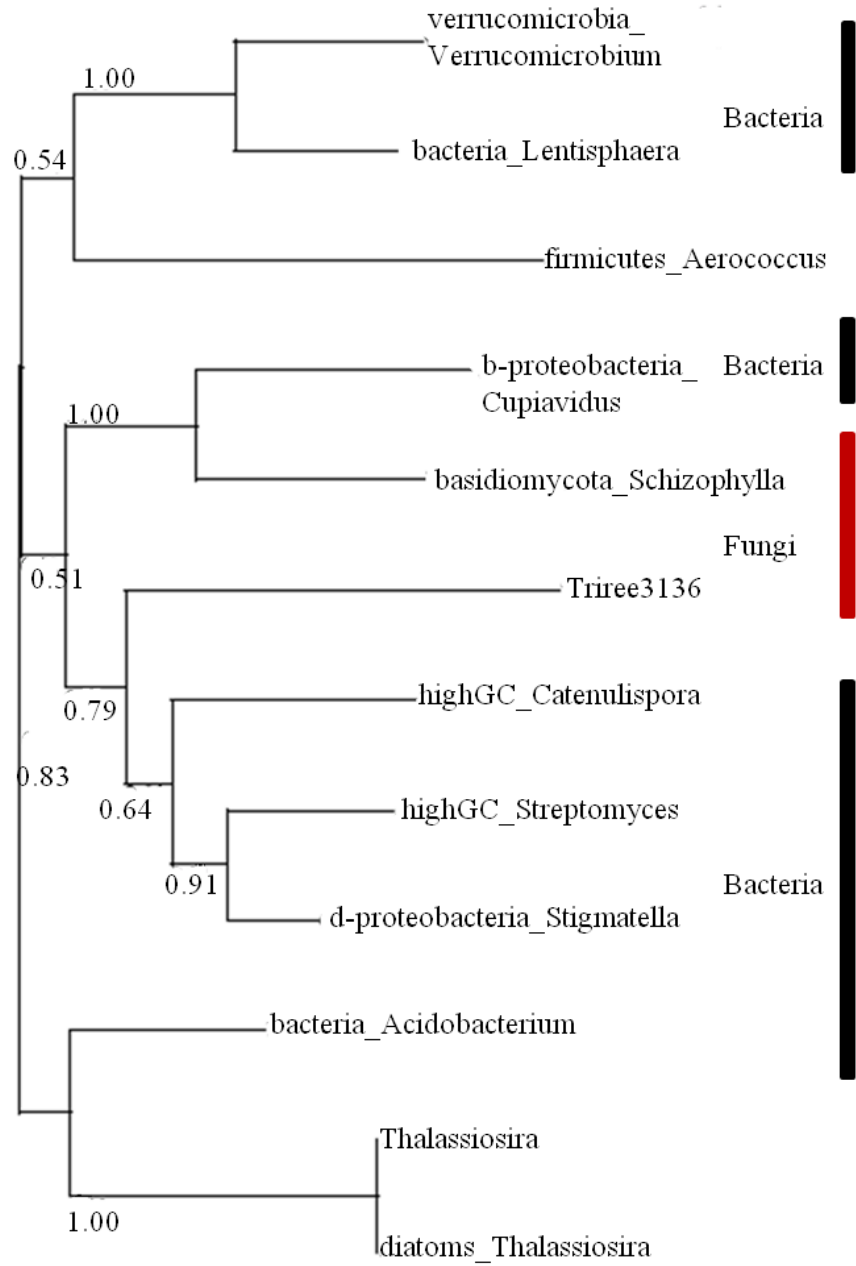 verrucomicrobia_
Verrucomicrobium
1.00
Bacteria
bacteria_Lentisphaera
0.54
firmicutes_Aerococcus
b-proteobacteria_
Cupiavidus
Bacteria
1.00
basidiomycota_Schizophylla
Fungi
0.51
Triree3136
highGC_Catenulispora
0.79
0.83
0.64
highGC_Streptomyces
0.91
Bacteria
d-proteobacteria_Stigmatella
bacteria_Acidobacterium
Thalassiosira
1.00
diatoms_Thalassiosira